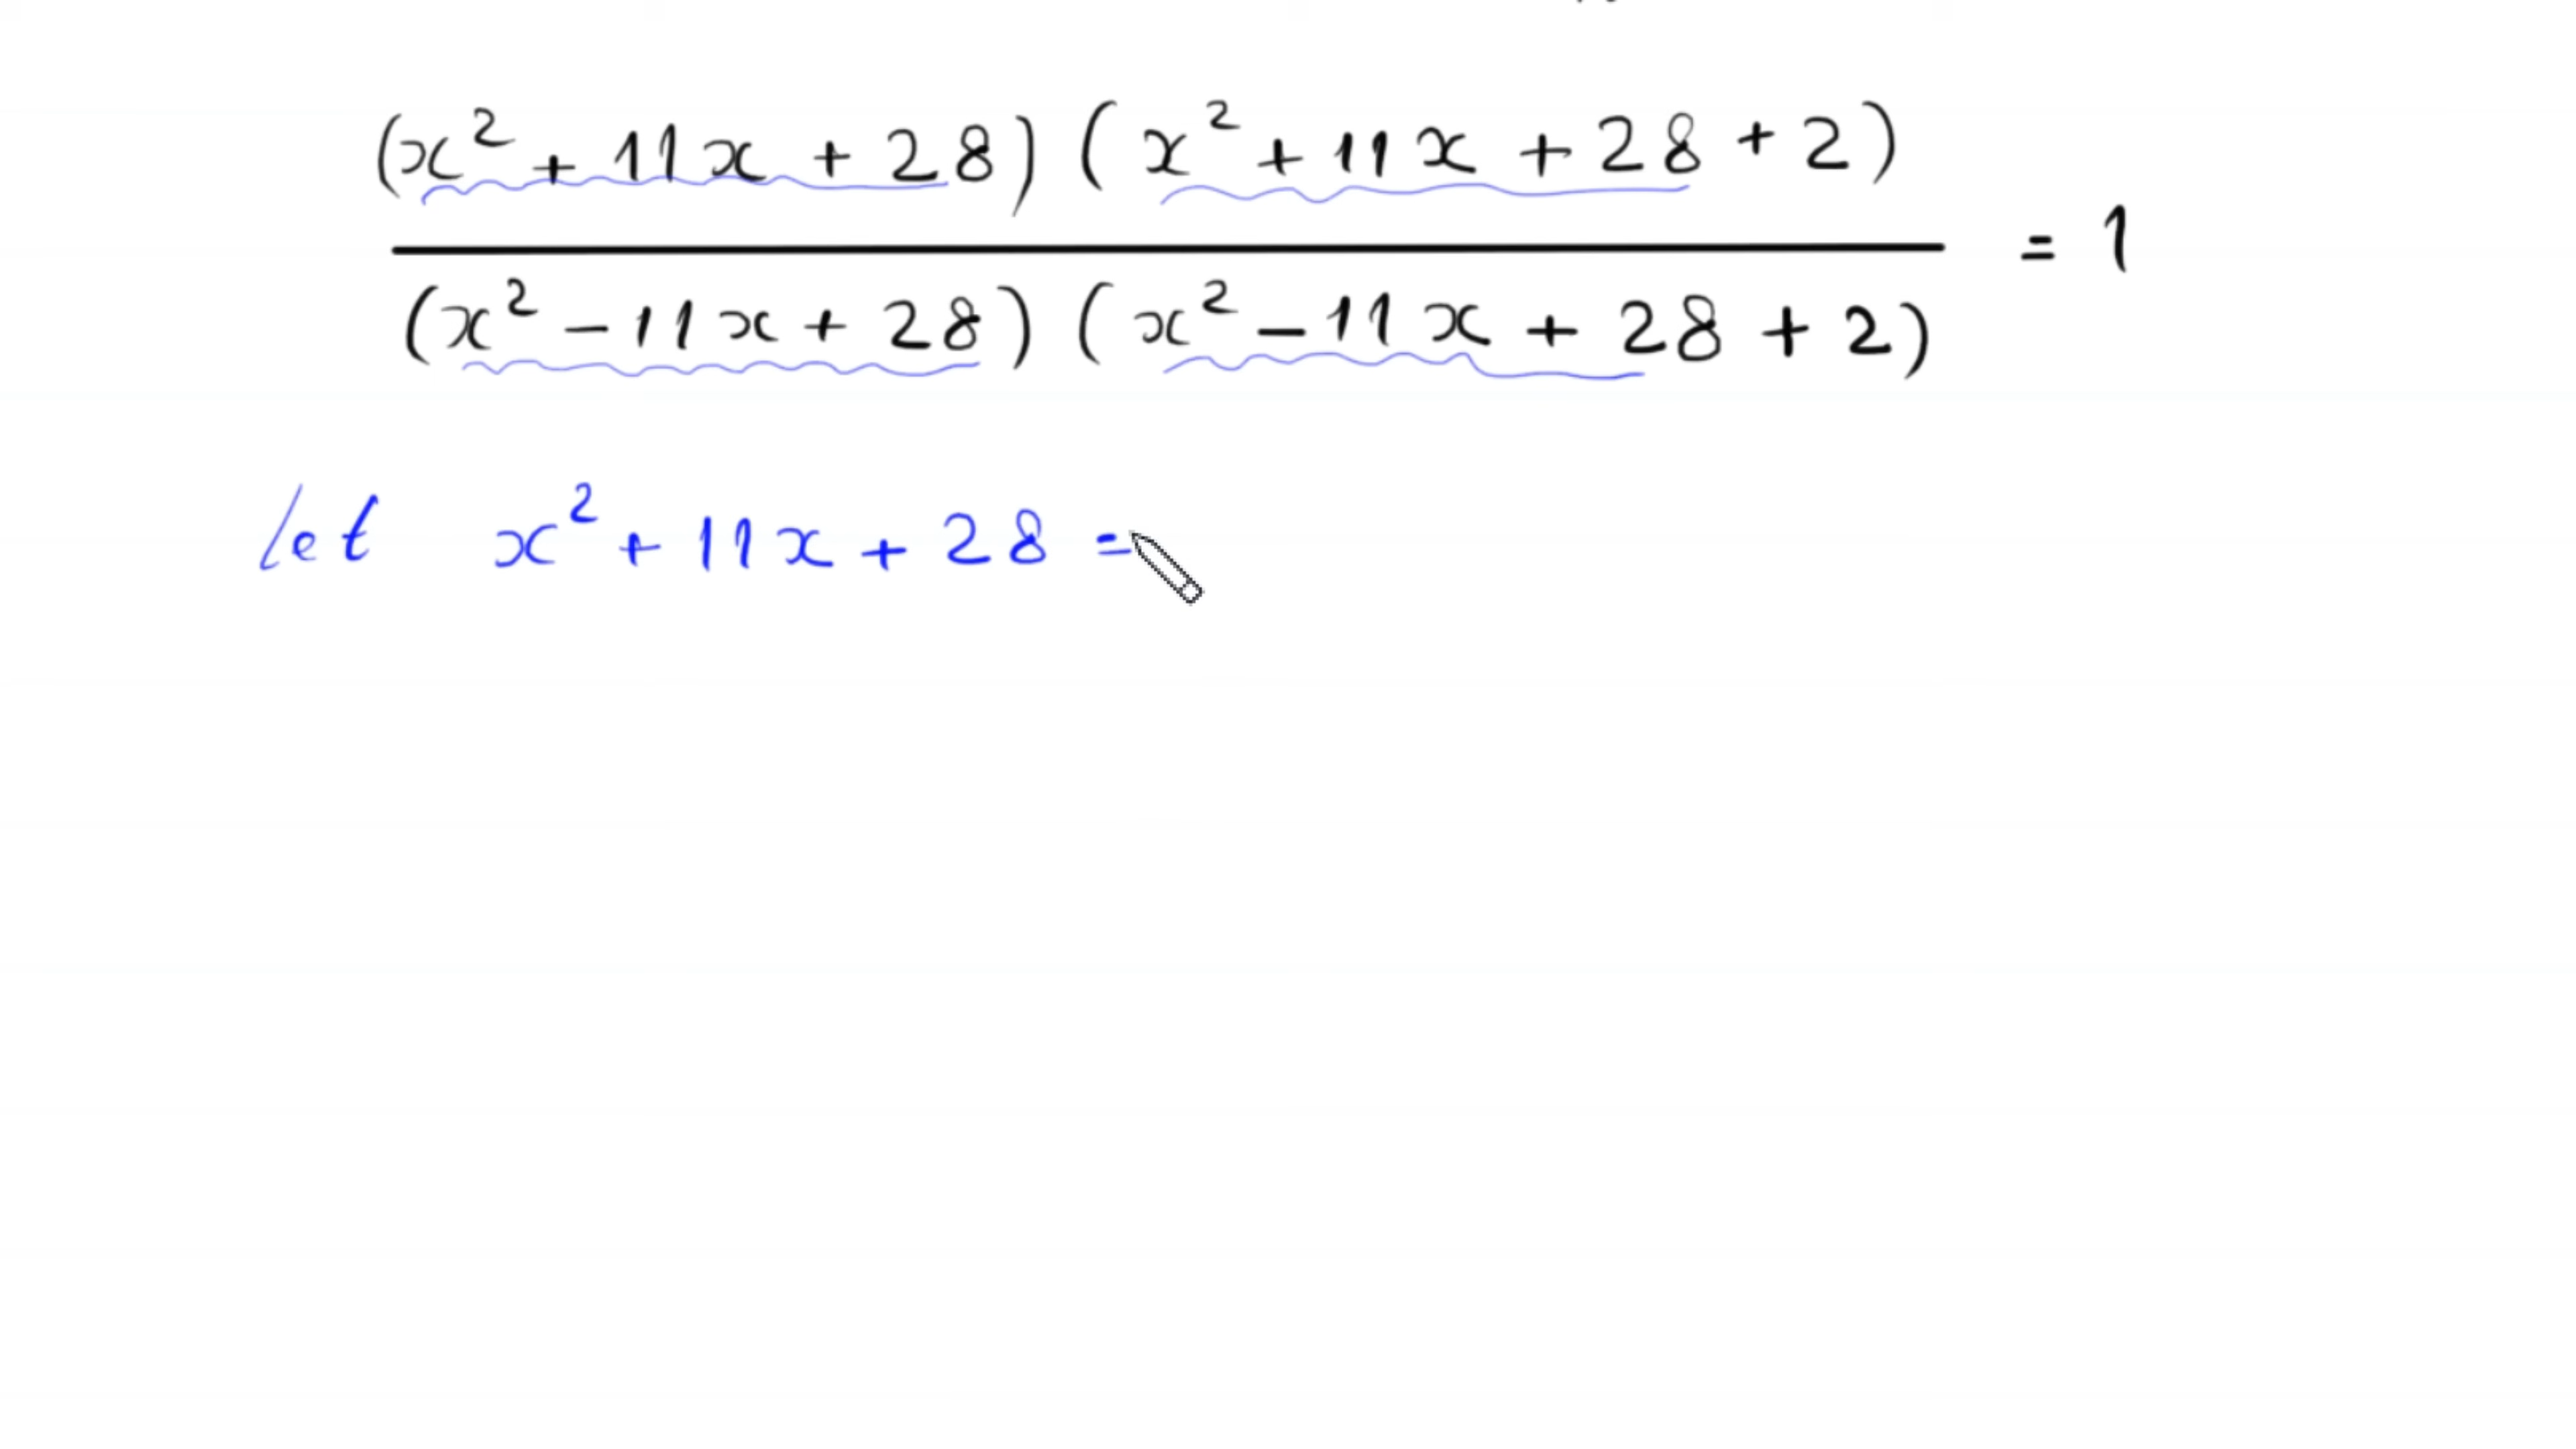 (x² + 11x + 28) (x² + 11x + 28 + 2)
= 1
(x² - 11x + 28) (x² - 11x + 28 + 2)
let x² + 11x + 28 =